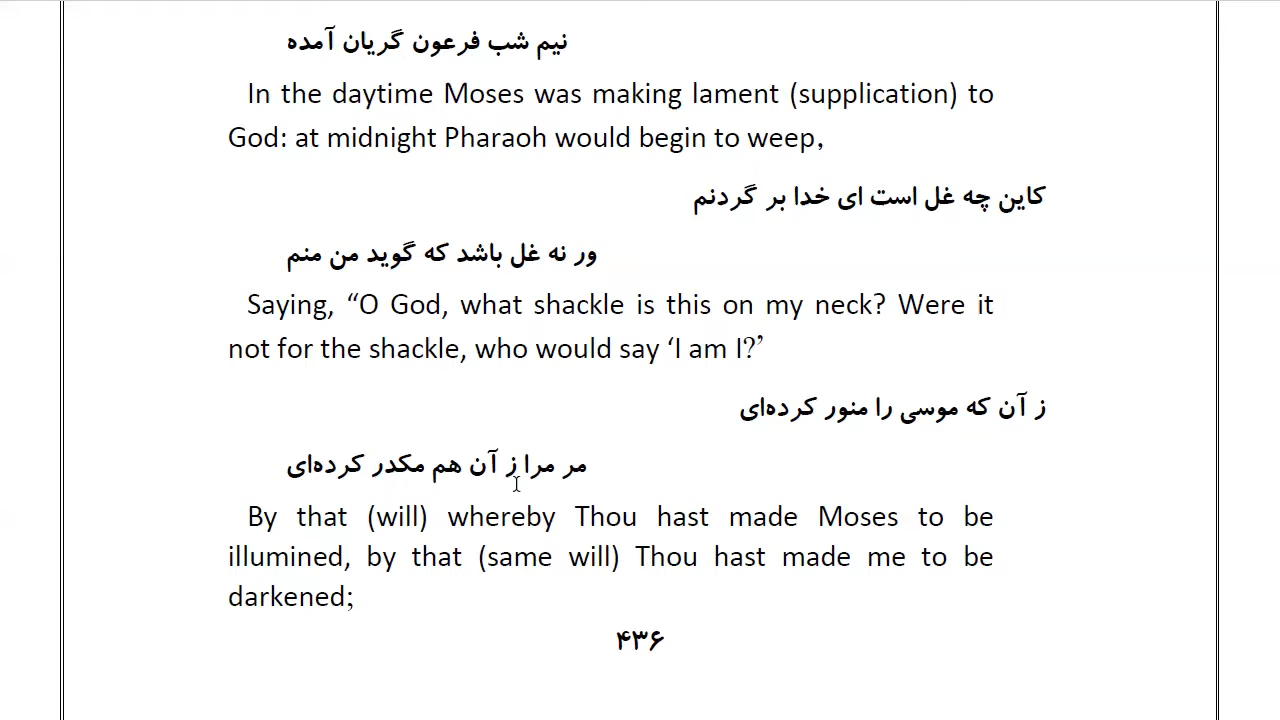 نیم شب فرعون گریان آمده
In the daytime Moses was making lament (supplication) to
God: at midnight Pharaoh would begin to weep,
کاین چه غل است ای خدا بر گردنم
ور نه غل باشد که گوید من منم
Saying, “O God, what shackle is this on my neck? Were it
not for the shackle, who would say ‘I am I?’
ز آن که موسی را منور کرده‌ای
مر مرا ز آن هم مکدر کرده‌ای
By that (will) whereby Thou hast made Moses to be
illumined, by that (same will) Thou hast made me to be
darkened;
۴۳۶